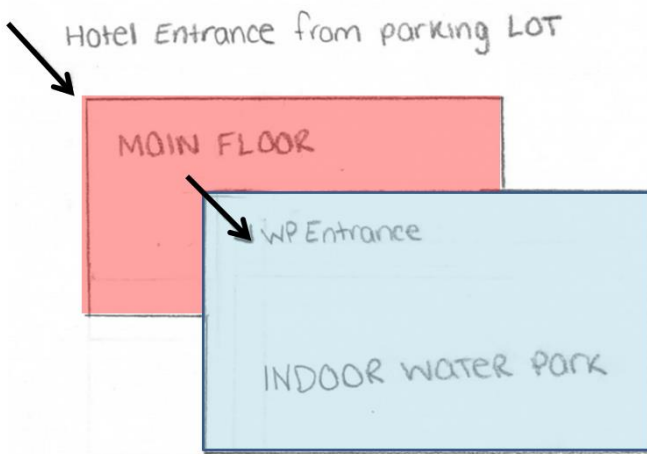 Hotel Entrance from parking LOT
MAIN FLOOR
WP Entrance
INDOOR WATER PARK